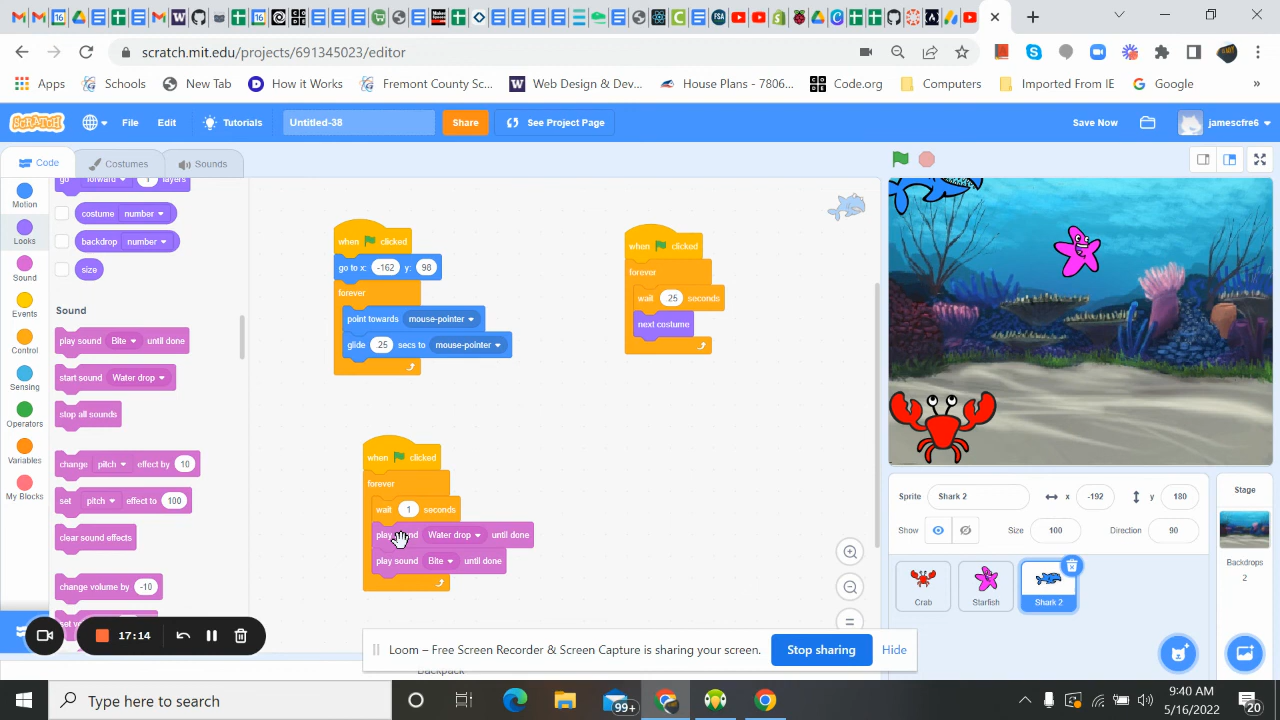 16
16
FSA
scratch.mit.edu/projects/691345023/editor
Apps Schools New Tab How it Works Fremont County Sc... Web Design & Dev... House Plans - 7806... Code.org Computers Imported From IE Google »
SCRATCH File Edit Tutorials Untitled-38 Share See Project Page Save Now jamescfre6
Code Costumes Sounds
Motion
Looks
Sound
Events
Control
Sensing
Operators
Variables
My Blocks
go forward 1 layers
costume number
backdrop number
size
Sound
play sound Bite until done
start sound Water drop
stop all sounds
change pitch effect by 10
set pitch effect to 100
clear sound effects
change volume by -10
when clicked
go to x: -162 y: 98
forever
point towards mouse-pointer
glide .25 secs to mouse-pointer
when clicked
forever
wait .25 seconds
next costume
when clicked
forever
wait 1 seconds
Water drop until done
play sound Bite until done
Sprite Shark 2 x -192 y 180
Show Size 100 Direction 90
Crab Starfish Shark 2
Stage
Backdrops
2
17:14
Loom – Free Screen Recorder & Screen Capture is sharing your screen. Stop sharing Hide
Backpack
Type here to search
99+
9:40 AM
5/16/2022
20